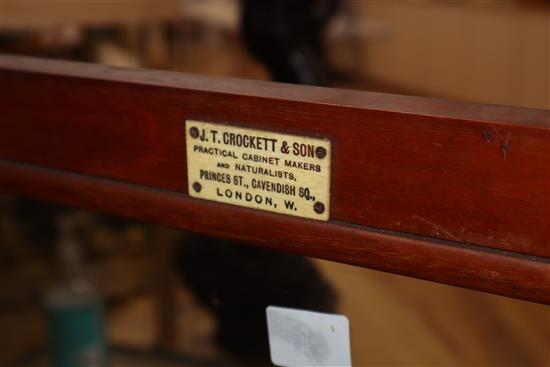 J. T. CROCKETT & SON
PRACTICAL CABINET MAKERS
AND NATURALISTS,
PRINCES ST., CAVENDISH SQ.,
LONDON, W.